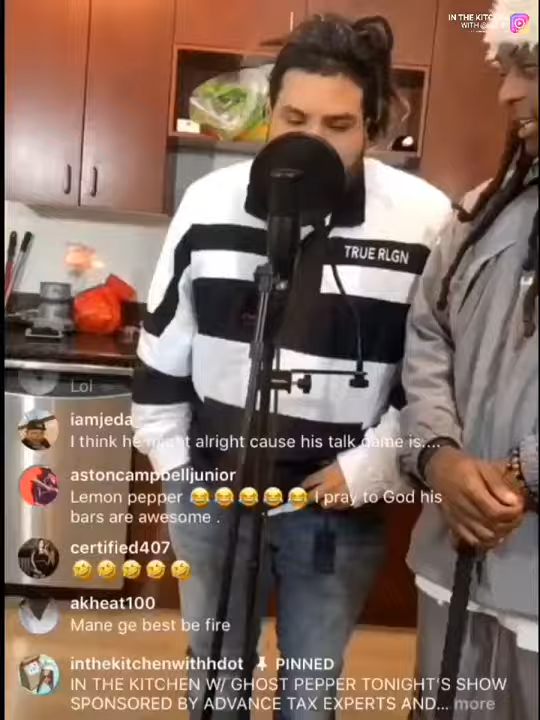 IN THE KITCHEN
TRUE RLGN
Lol
iamjeda
I think he might alright cause his talk game is....
astoncampbelljunior
Lemon pepper 😂😂😂😂😂 I pray to God his
bars are awesome .
certified407
🤣🤣🤣🤣🤣
akheat100
Mane ge best be fire
inthekitchenwithhdot 📌 PINNED
IN THE KITCHEN W/ GHOST PEPPER TONIGHT'S SHOW
SPONSORED BY ADVANCE TAX EXPERTS AND... more